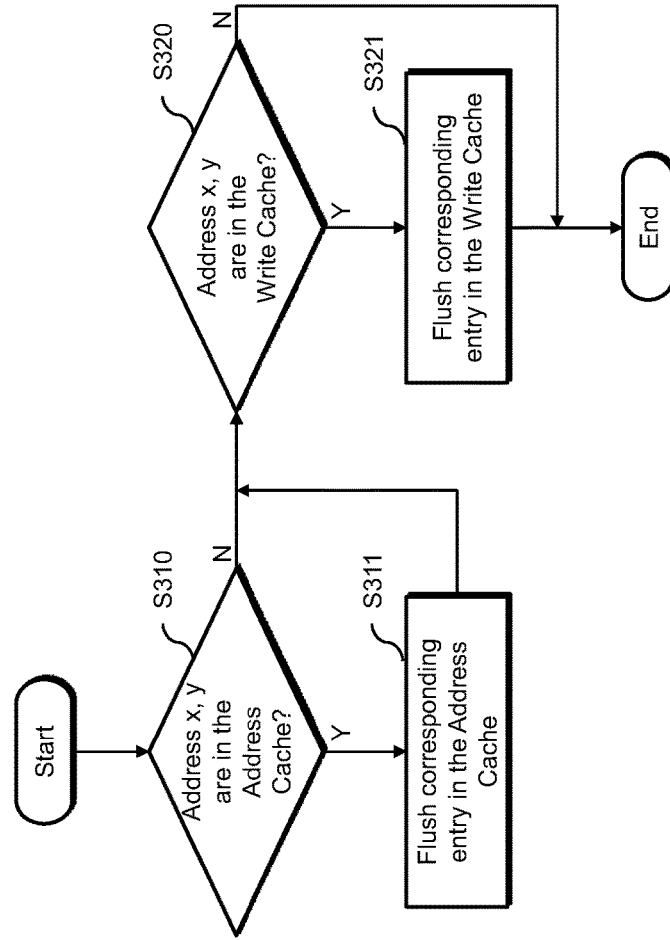 Start
S310
Address x, y
are in the
Address
Cache?
N
Y
S311
Flush corresponding
entry in the Address
Cache
S320
Address x, y
are in the
Write Cache?
N
Y
S321
Flush corresponding
entry in the Write Cache
End